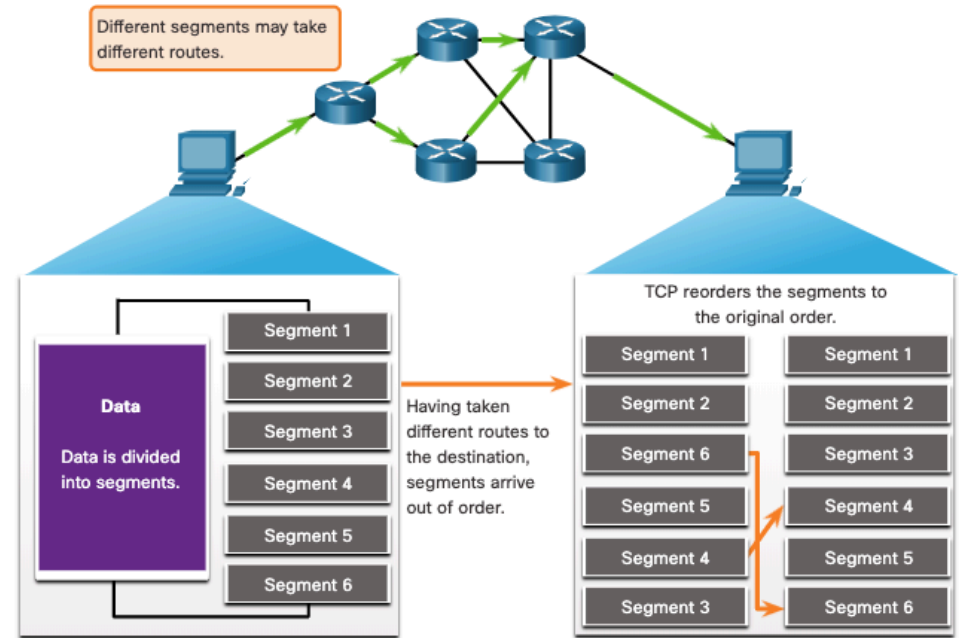 Different segments may take
different routes.
Data
Data is divided
into segments.
Segment 1
Segment 2
Segment 3
Segment 4
Segment 5
Segment 6
Having taken
different routes to
the destination,
segments arrive
out of order.
TCP reorders the segments to
the original order.
Segment 1
Segment 2
Segment 6
Segment 5
Segment 4
Segment 3
Segment 1
Segment 2
Segment 3
Segment 4
Segment 5
Segment 6